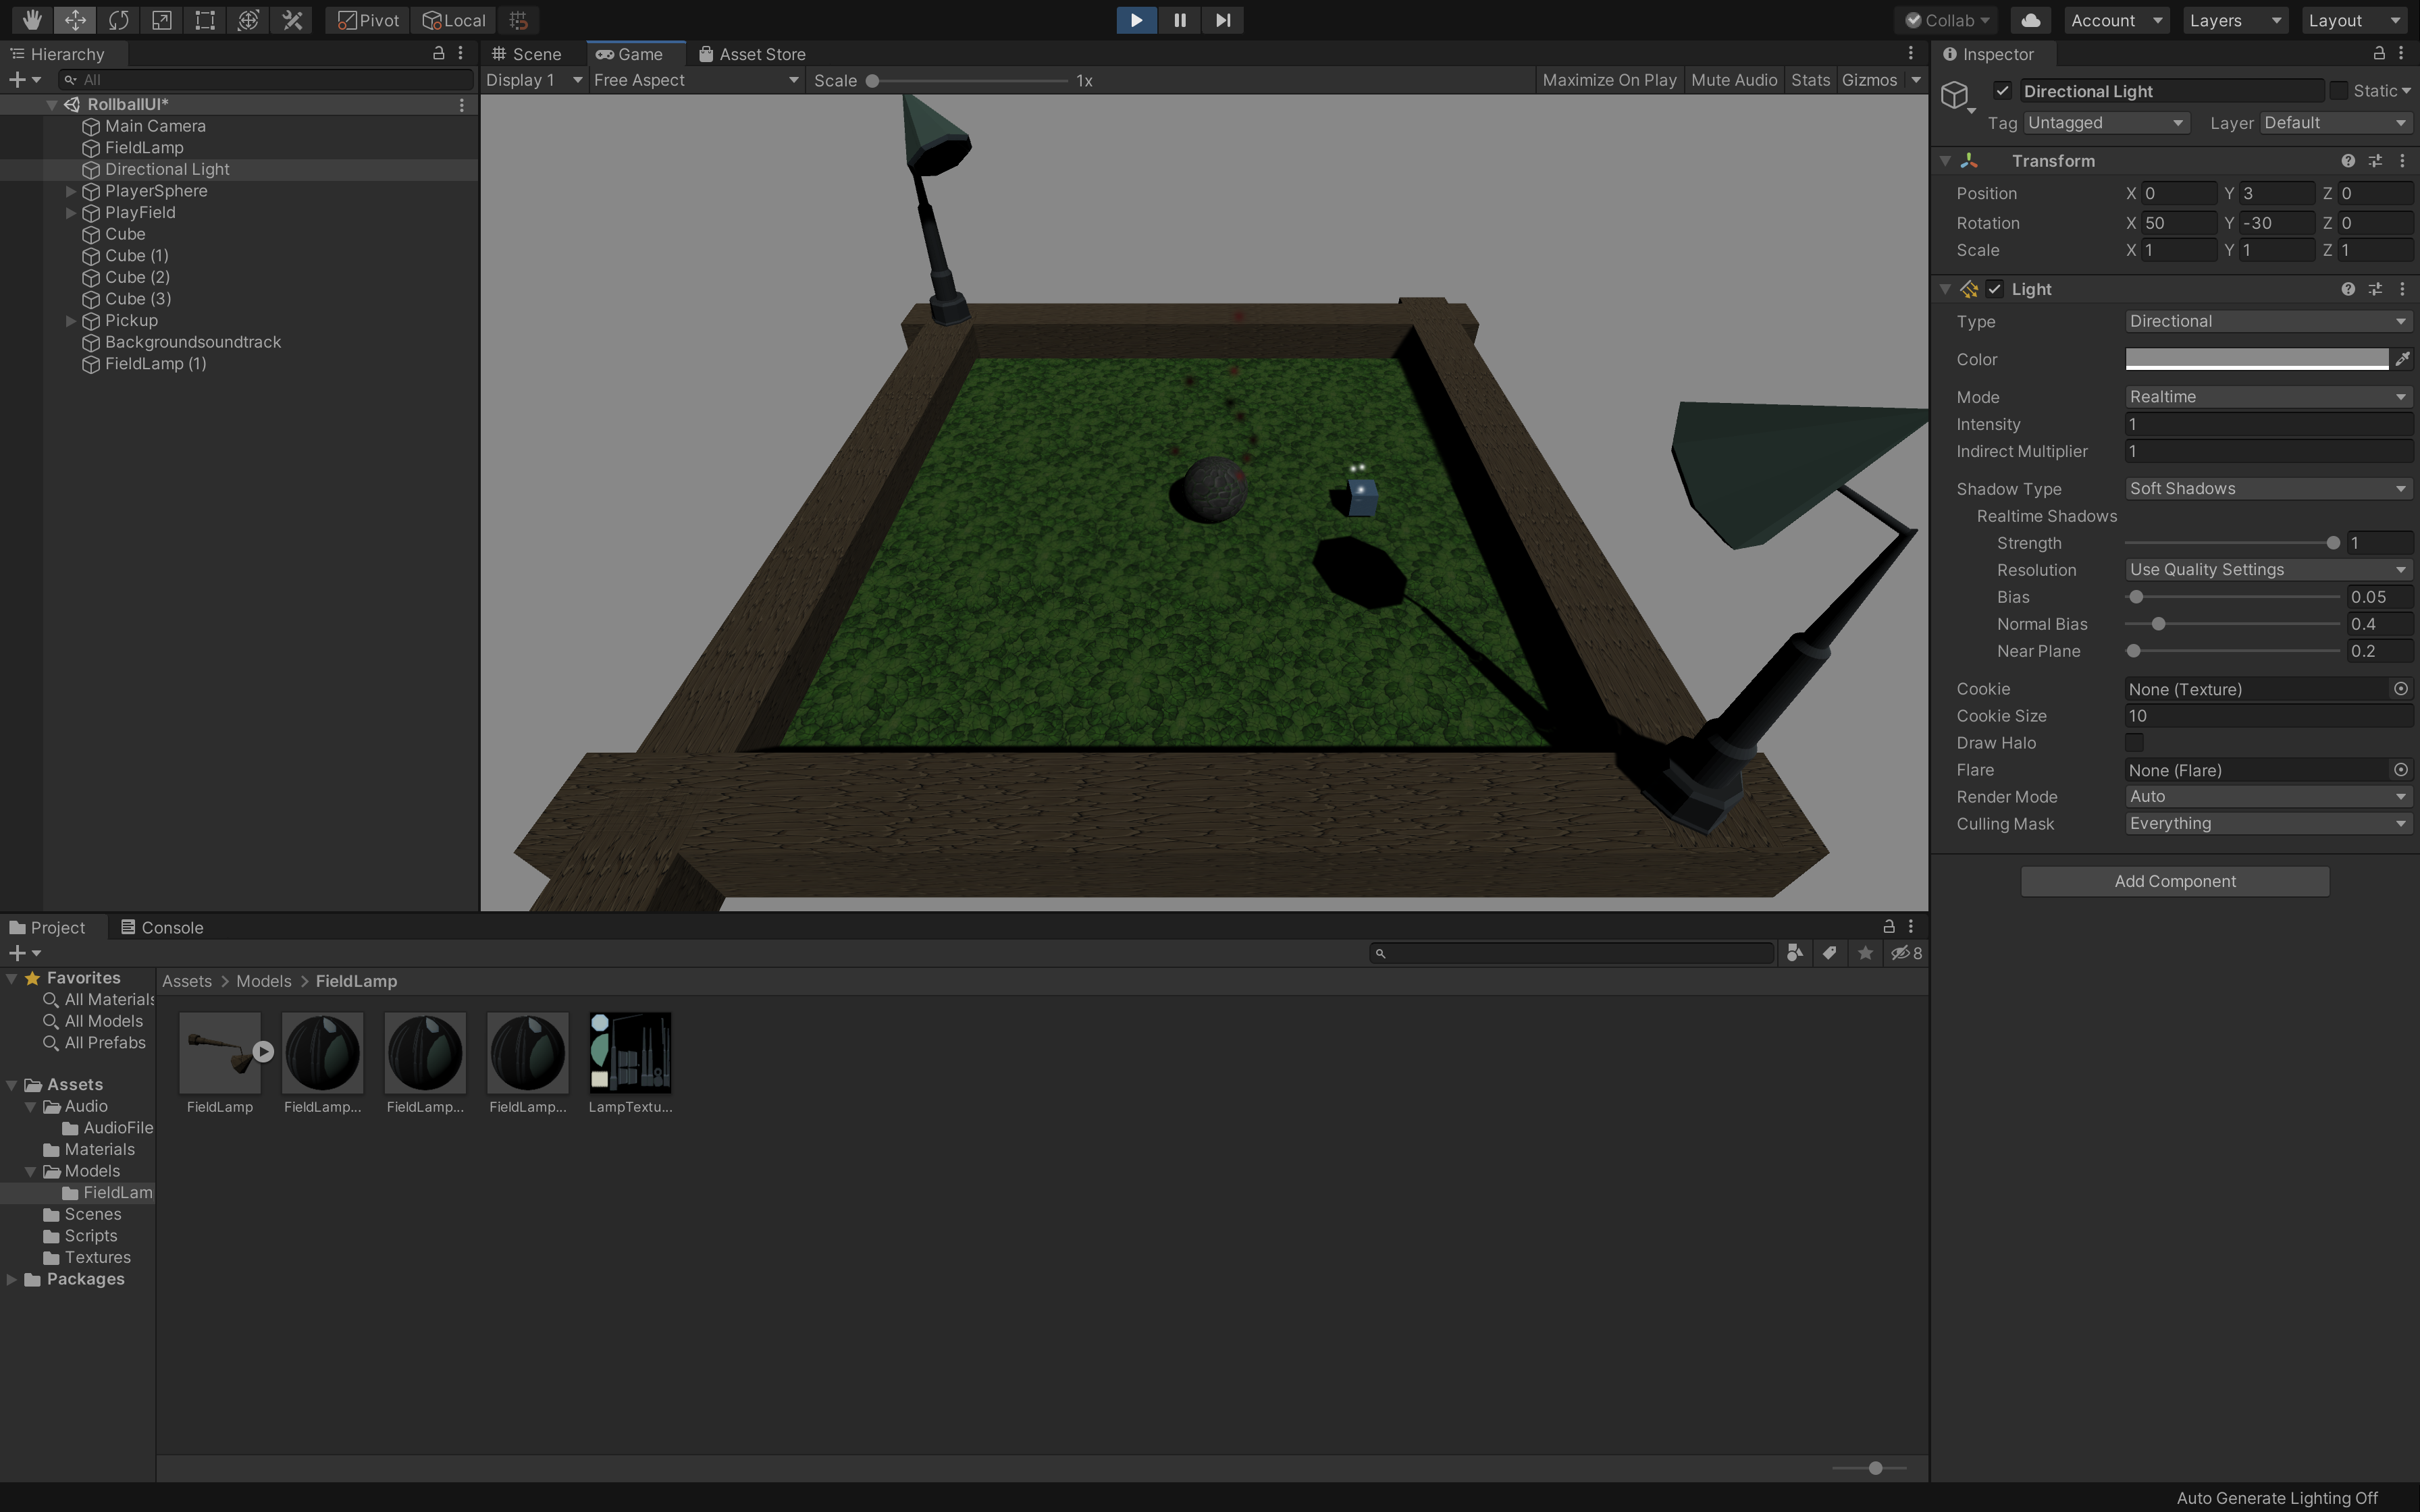 Pivot Local Collab Account Layers Layout
Hierarchy
All
RollballUI*
Main Camera
FieldLamp
Directional Light
PlayerSphere
PlayField
Cube
Cube (1)
Cube (2)
Cube (3)
Pickup
Backgroundsoundtrack
FieldLamp (1)
Scene Game Asset Store
Display 1 Free Aspect Scale 1x Maximize On Play Mute Audio Stats Gizmos
Inspector
Directional Light Static
Tag Untagged Layer Default
Transform
Position X 0 Y 3 Z 0
Rotation X 50 Y -30 Z 0
Scale X 1 Y 1 Z 1
Light
Type Directional
Color
Mode Realtime
Intensity 1
Indirect Multiplier 1
Shadow Type Soft Shadows
Realtime Shadows
Strength 1
Resolution Use Quality Settings
Bias 0.05
Normal Bias 0.4
Near Plane 0.2
Cookie None (Texture)
Cookie Size 10
Draw Halo
Flare None (Flare)
Render Mode Auto
Culling Mask Everything
Add Component
Project Console
8
Favorites
All Materials
All Models
All Prefabs
Assets
Audio
AudioFile
Materials
Models
FieldLam
Scenes
Scripts
Textures
Packages
Assets > Models > FieldLamp
FieldLamp FieldLamp... FieldLamp... FieldLamp... LampTextu...
Auto Generate Lighting Off